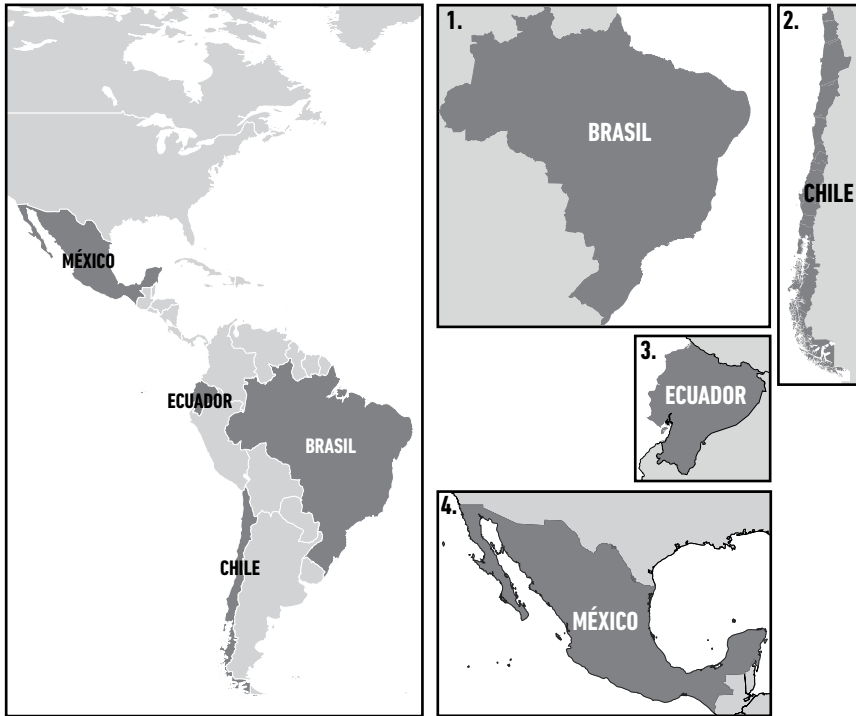 MÉXICO
ECUADOR
BRASIL
CHILE
1.
BRASIL
2.
CHILE
3.
ECUADOR
4.
MÉXICO